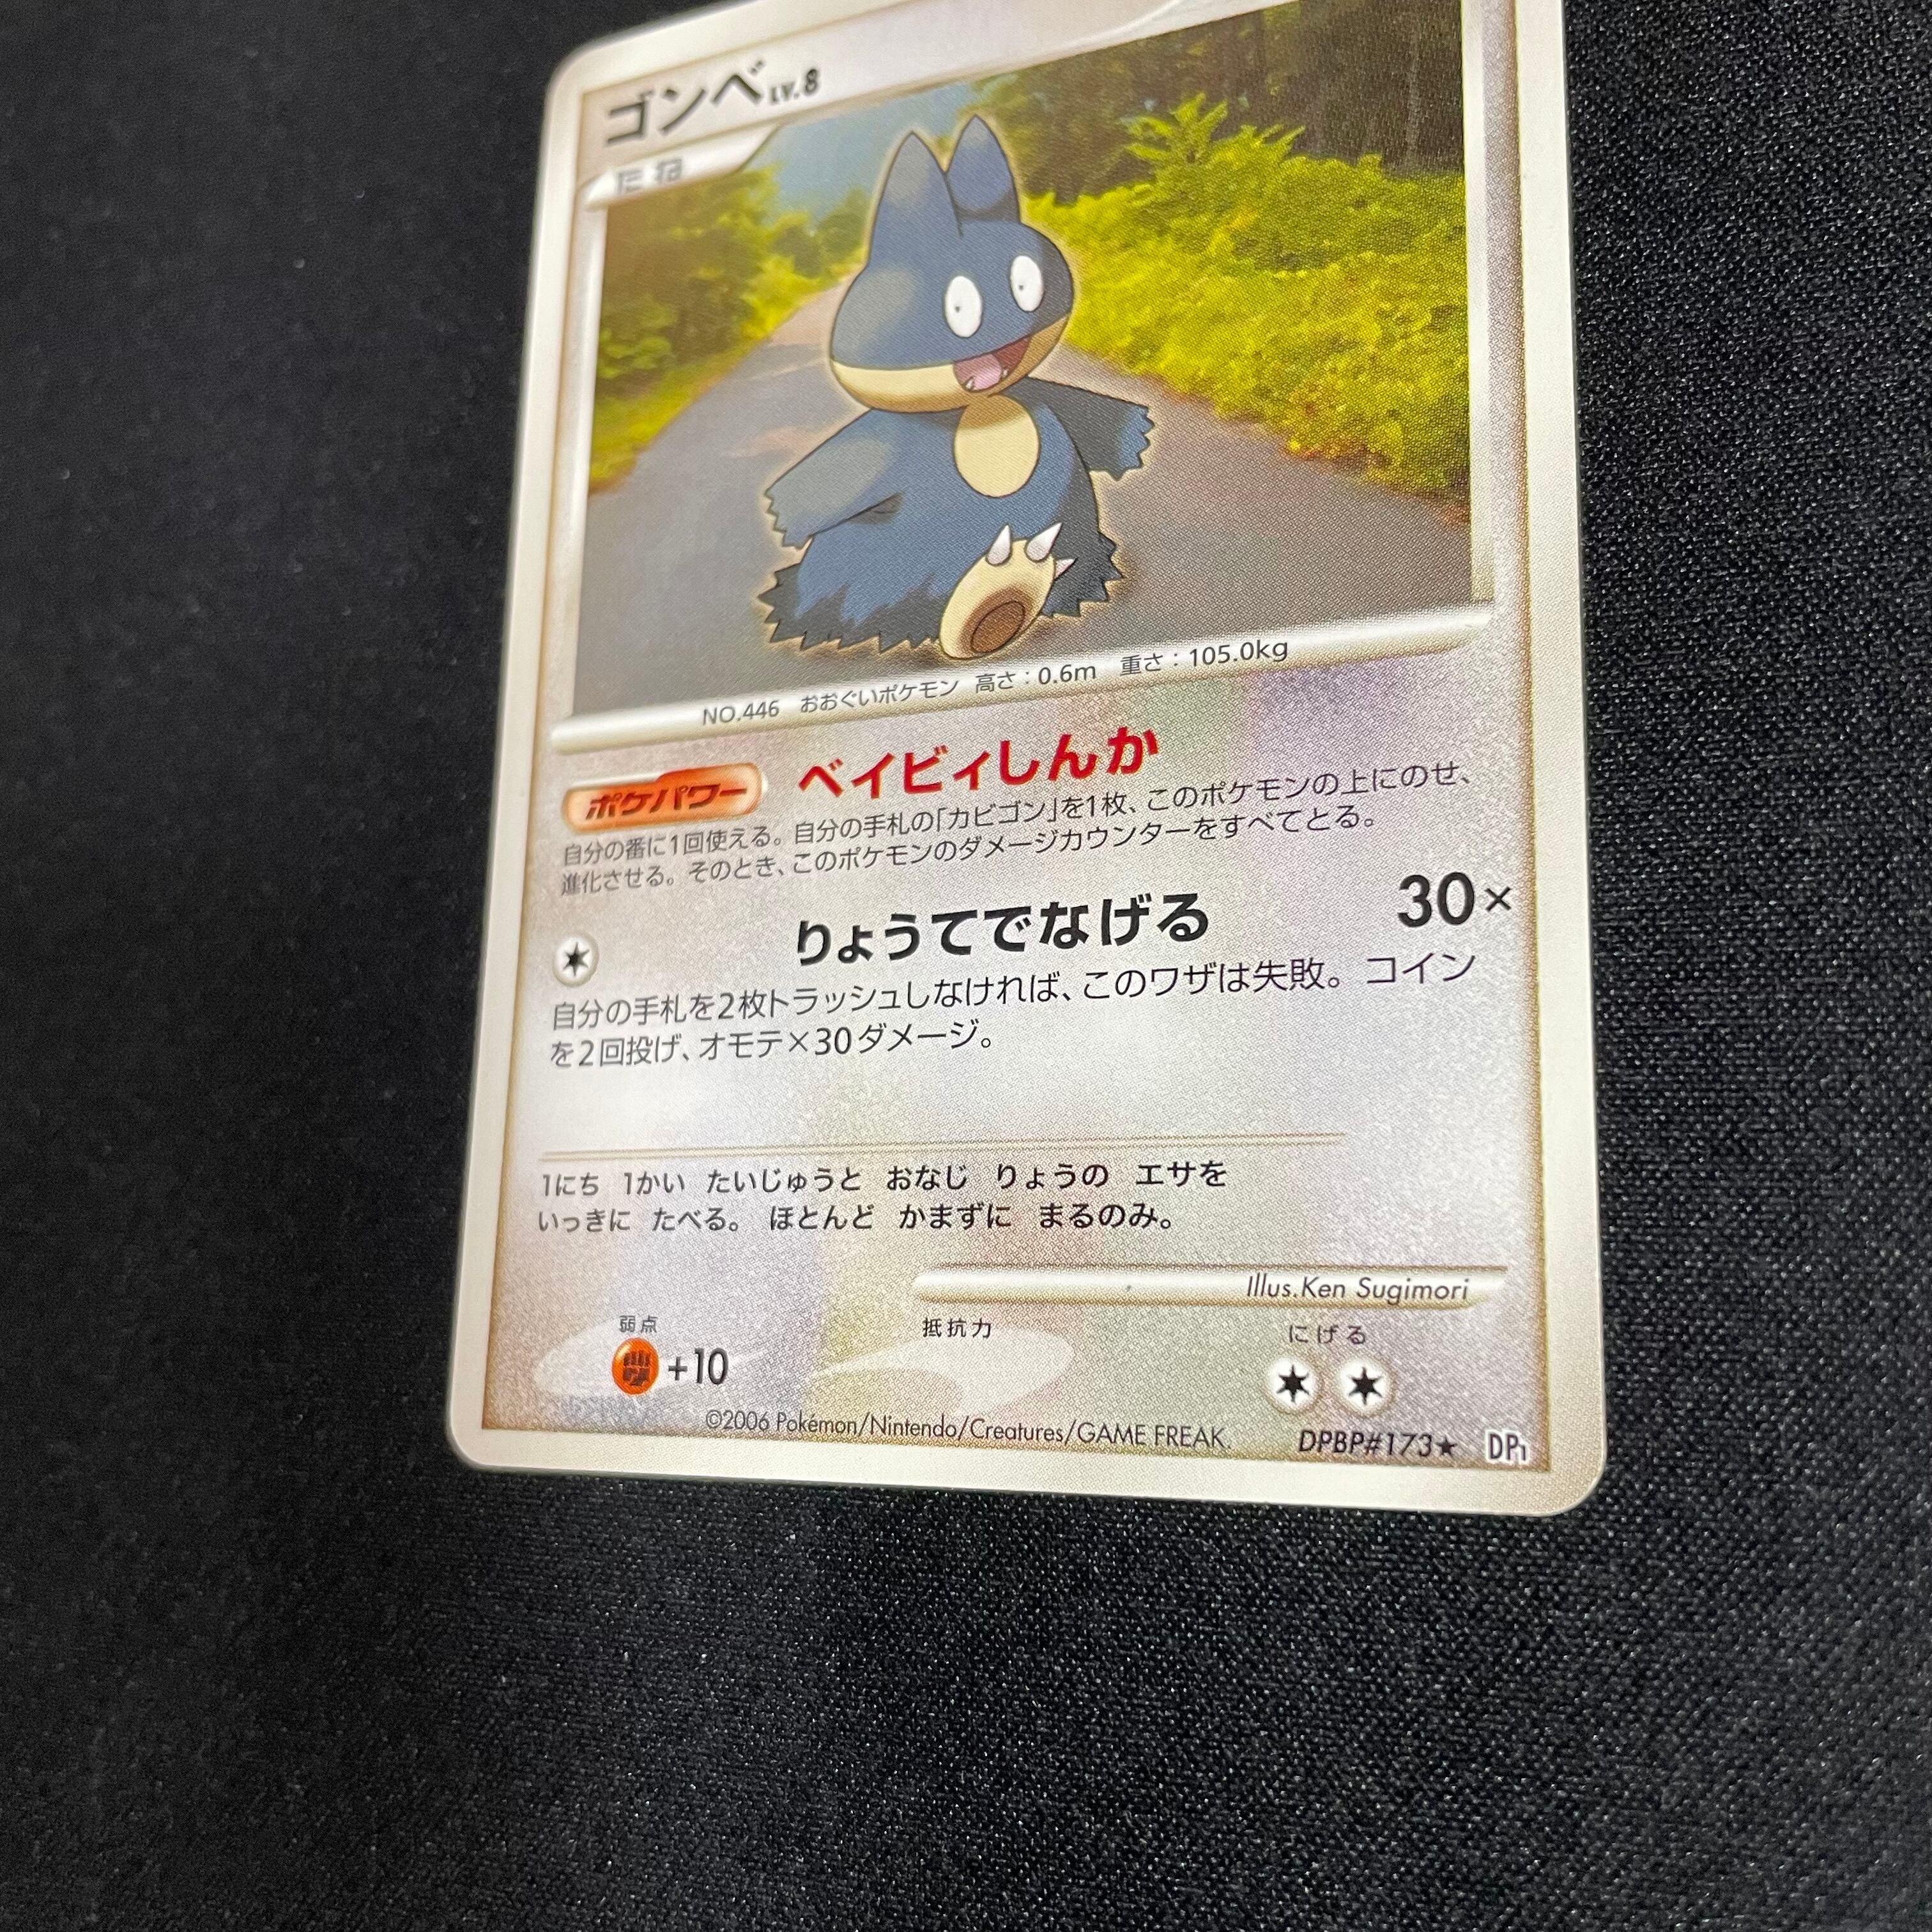 ゴンベ LV.8
たね
NO.446 おおぐいポケモン 高さ：0.6m 重さ：105.0kg
ポケパワー ベイビィしんか
自分の番に1回使える。自分の手札の「カビゴン」を1枚、このポケモンの上にのせ、
進化させる。そのとき、このポケモンのダメージカウンターをすべてとる。
りょうてでなげる 30×
自分の手札を2枚トラッシュしなければ、このワザは失敗。コイン
を2回投げ、オモテ×30ダメージ。
1にち 1かい たいじゅうと おなじ りょうの エサを
いっきに たべる。 ほとんど かまずに まるのみ。
Illus.Ken Sugimori
弱点 抵抗力 にげる
+10
©2006 Pokémon/Nintendo/Creatures/GAME FREAK. DPBP#173★ DP1